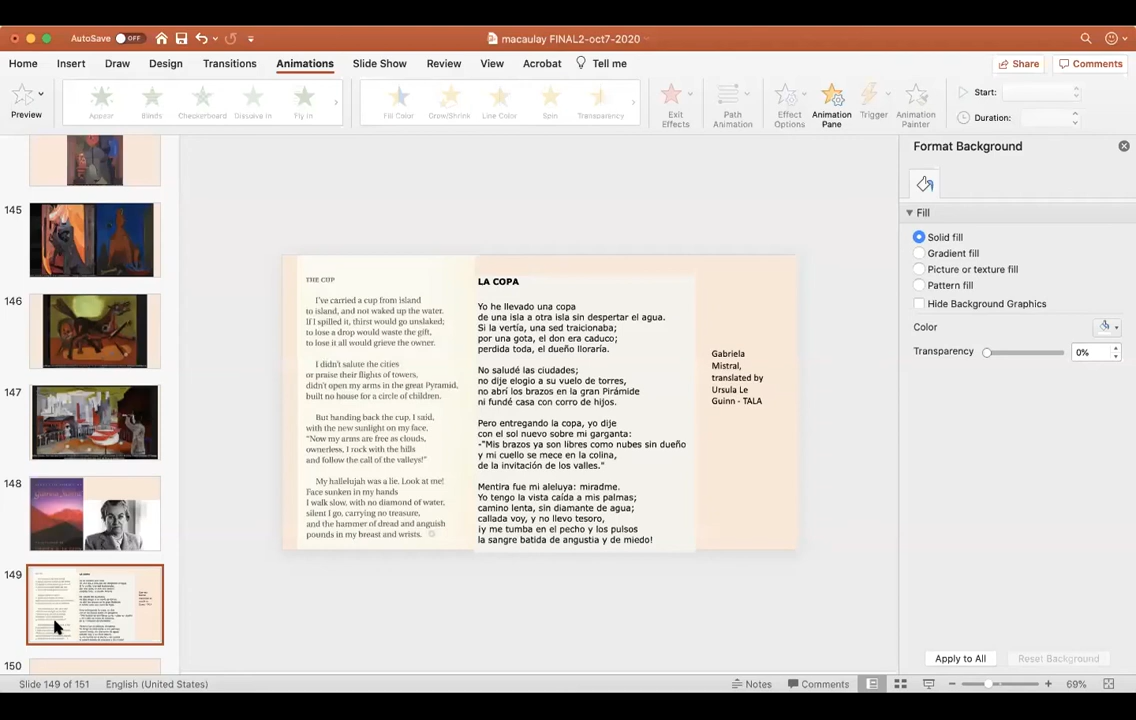 AutoSave OFF
macaulay FINAL2-oct7-2020
Home Insert Draw Design Transitions Animations Slide Show Review View Acrobat Tell me
Share Comments
Preview
Appear Blinds Checkerboard Dissolve In Fly In
Fill Color Grow/Shrink Line Color Spin Transparency
Exit Effects
Path Animation
Effect Options
Animation Pane
Trigger
Animation Painter
Start:
Duration:
145
146
147
148
149
150
THE CUP
I've carried a cup from island
to island, and not waked up the water.
If I spilled it, thirst would go unslaked;
to lose a drop would waste the gift,
to lose it all would grieve the owner.
I didn't salute the cities
or praise their flights of towers,
didn't open my arms in the great Pyramid,
built no house for a circle of children.
But handing back the cup, I said,
with the new sunlight on my face,
"Now my arms are free as clouds,
ownerless, I rock with the hills
and follow the call of the valleys!"
My hallelujah was a lie. Look at me!
Face sunken in my hands
I walk slow, with no diamond of water,
silent I go, carrying no treasure,
and the hammer of dread and anguish
pounds in my breast and wrists.
LA COPA
Yo he llevado una copa
de una isla a otra isla sin despertar el agua.
Si la vertía, una sed traicionaba;
por una gota, el don era caduco;
perdida toda, el dueño lloraría.
No saludé las ciudades;
no dije elogio a su vuelo de torres,
no abrí los brazos en la gran Pirámide
ni fundé casa con corro de hijos.
Pero entregando la copa, yo dije
con el sol nuevo sobre mi garganta:
-"Mis brazos ya son libres como nubes sin dueño
y mi cuello se mece en la colina,
de la invitación de los valles."
Mentira fue mi aleluya: miradme.
Yo tengo la vista caída a mis palmas;
camino lenta, sin diamante de agua;
callada voy, y no llevo tesoro,
¡y me tumba en el pecho y los pulsos
la sangre batida de angustia y de miedo!
Gabriela
Mistral,
translated by
Ursula Le
Guinn - TALA
Format Background
Fill
Solid fill
Gradient fill
Picture or texture fill
Pattern fill
Hide Background Graphics
Color
Transparency 0%
Apply to All Reset Background
Slide 149 of 151 English (United States) Notes Comments 69%